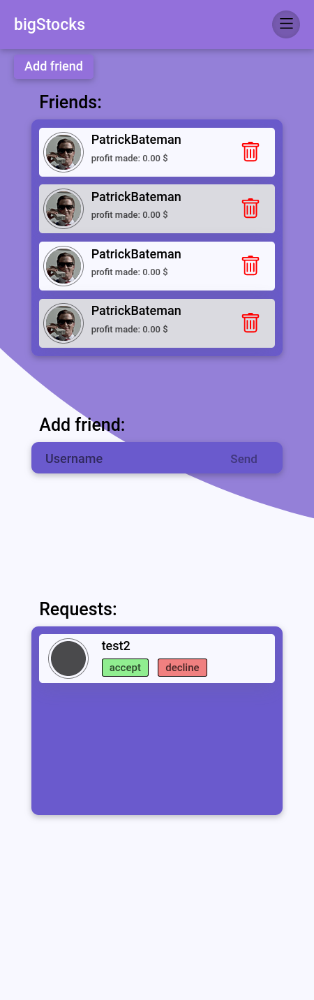 bigStocks
Add friend
Friends:
PatrickBateman
profit made: 0.00 $
PatrickBateman
profit made: 0.00 $
PatrickBateman
profit made: 0.00 $
PatrickBateman
profit made: 0.00 $
Add friend:
Username Send
Requests:
test2
accept decline